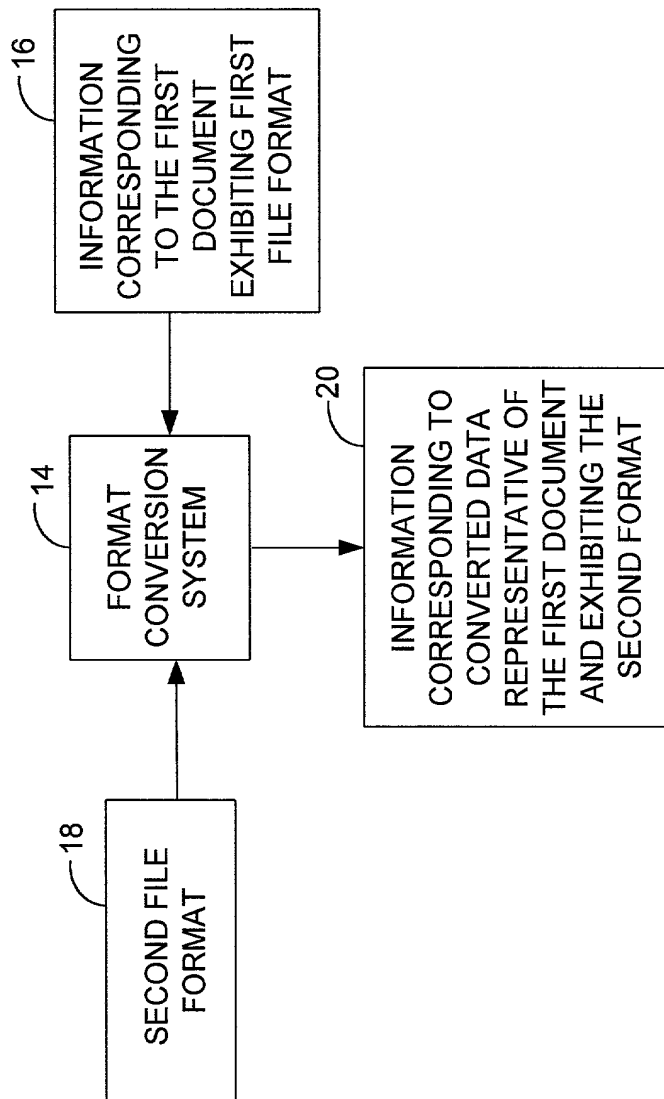 18
SECOND FILE
FORMAT
14
FORMAT
CONVERSION
SYSTEM
16
INFORMATION
CORRESPONDING
TO THE FIRST
DOCUMENT
EXHIBITING FIRST
FILE FORMAT
20
INFORMATION
CORRESPONDING TO
CONVERTED DATA
REPRESENTATIVE OF
THE FIRST DOCUMENT
AND EXHIBITING THE
SECOND FORMAT